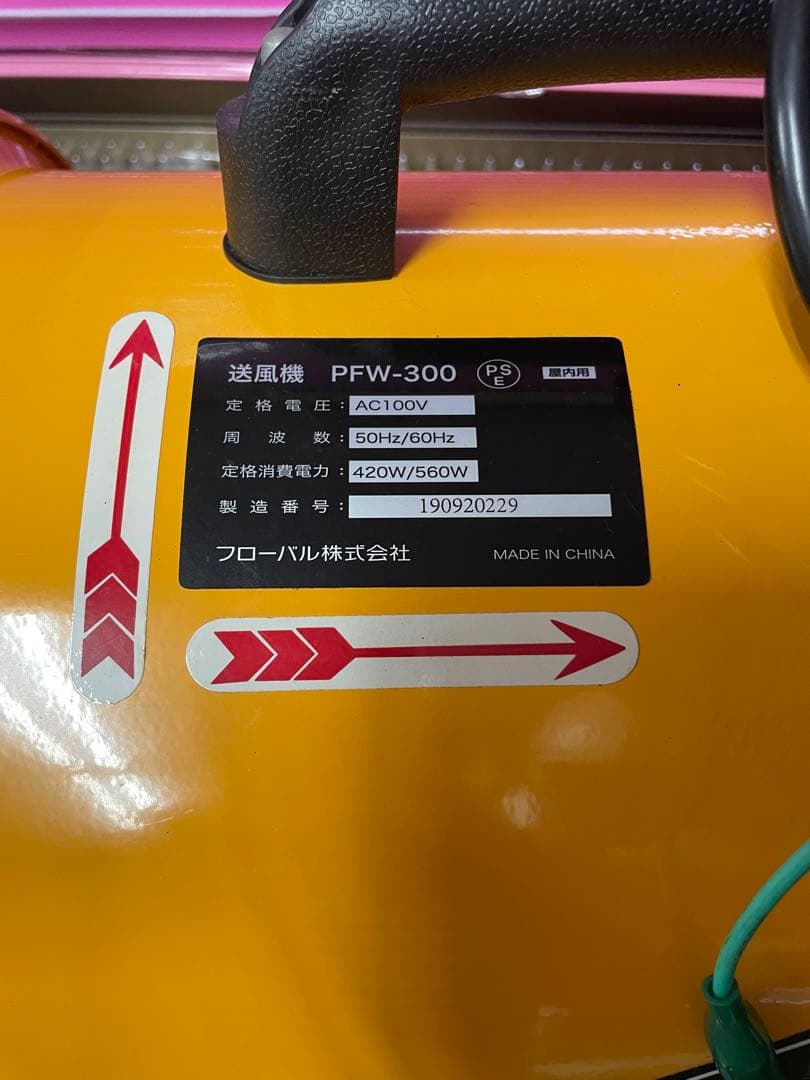 送風機 PFW-300 PSE 屋内用
定格電圧：AC100V
周波数：50Hz/60Hz
定格消費電力：420W/560W
製造番号：190920229
フローバル株式会社 MADE IN CHINA